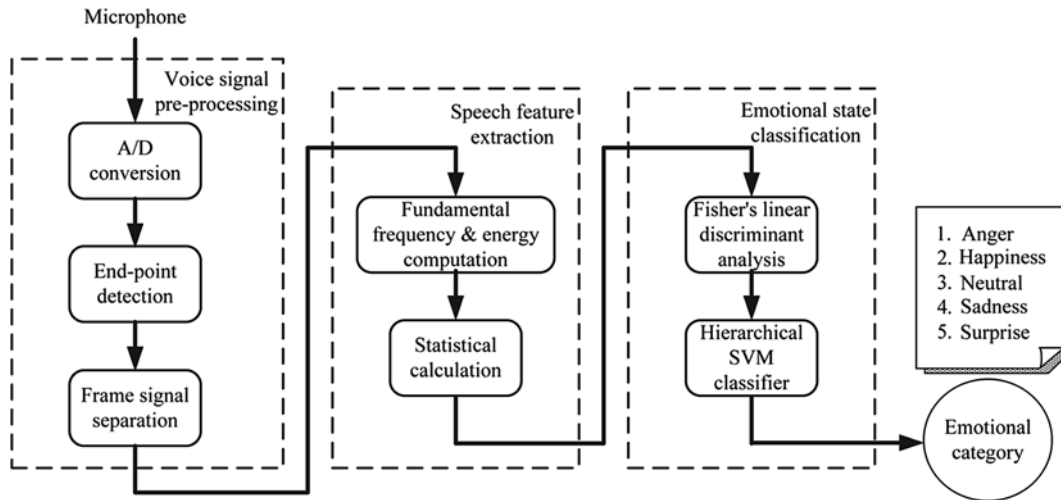 Microphone
Voice signal
pre-processing
A/D
conversion
End-point
detection
Frame signal
separation
Speech feature
extraction
Fundamental
frequency & energy
computation
Statistical
calculation
Emotional state
classification
Fisher's linear
discriminant
analysis
Hierarchical
SVM
classifier
1. Anger
2. Happiness
3. Neutral
4. Sadness
5. Surprise
Emotional
category